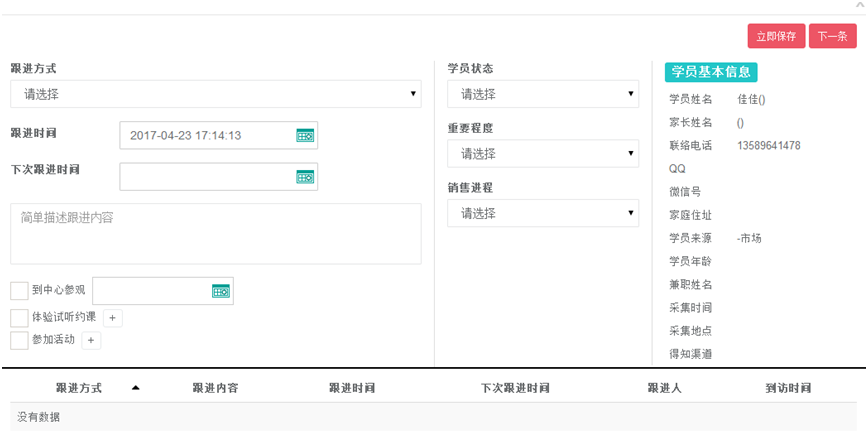 立即保存 下一条
跟进方式
请选择
跟进时间 2017-04-23 17:14:13
下次跟进时间
简单描述跟进内容
到中心参观
体验试听约课 +
参加活动 +
学员状态
请选择
重要程度
请选择
销售进程
请选择
学员基本信息
学员姓名 佳佳()
家长姓名 ()
联络电话 13589641478
QQ
微信号
家庭住址
学员来源 -市场
学员年龄
兼职姓名
采集时间
采集地点
得知渠道
跟进方式 跟进内容 跟进时间 下次跟进时间 跟进人 到访时间
没有数据